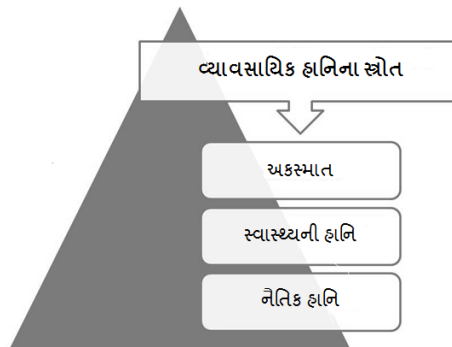 વ્યાવસાયિક હાનિના સ્ત્રોત
અકસ્માત
સ્વાસ્થ્યની હાનિ
નૈતિક હાનિ